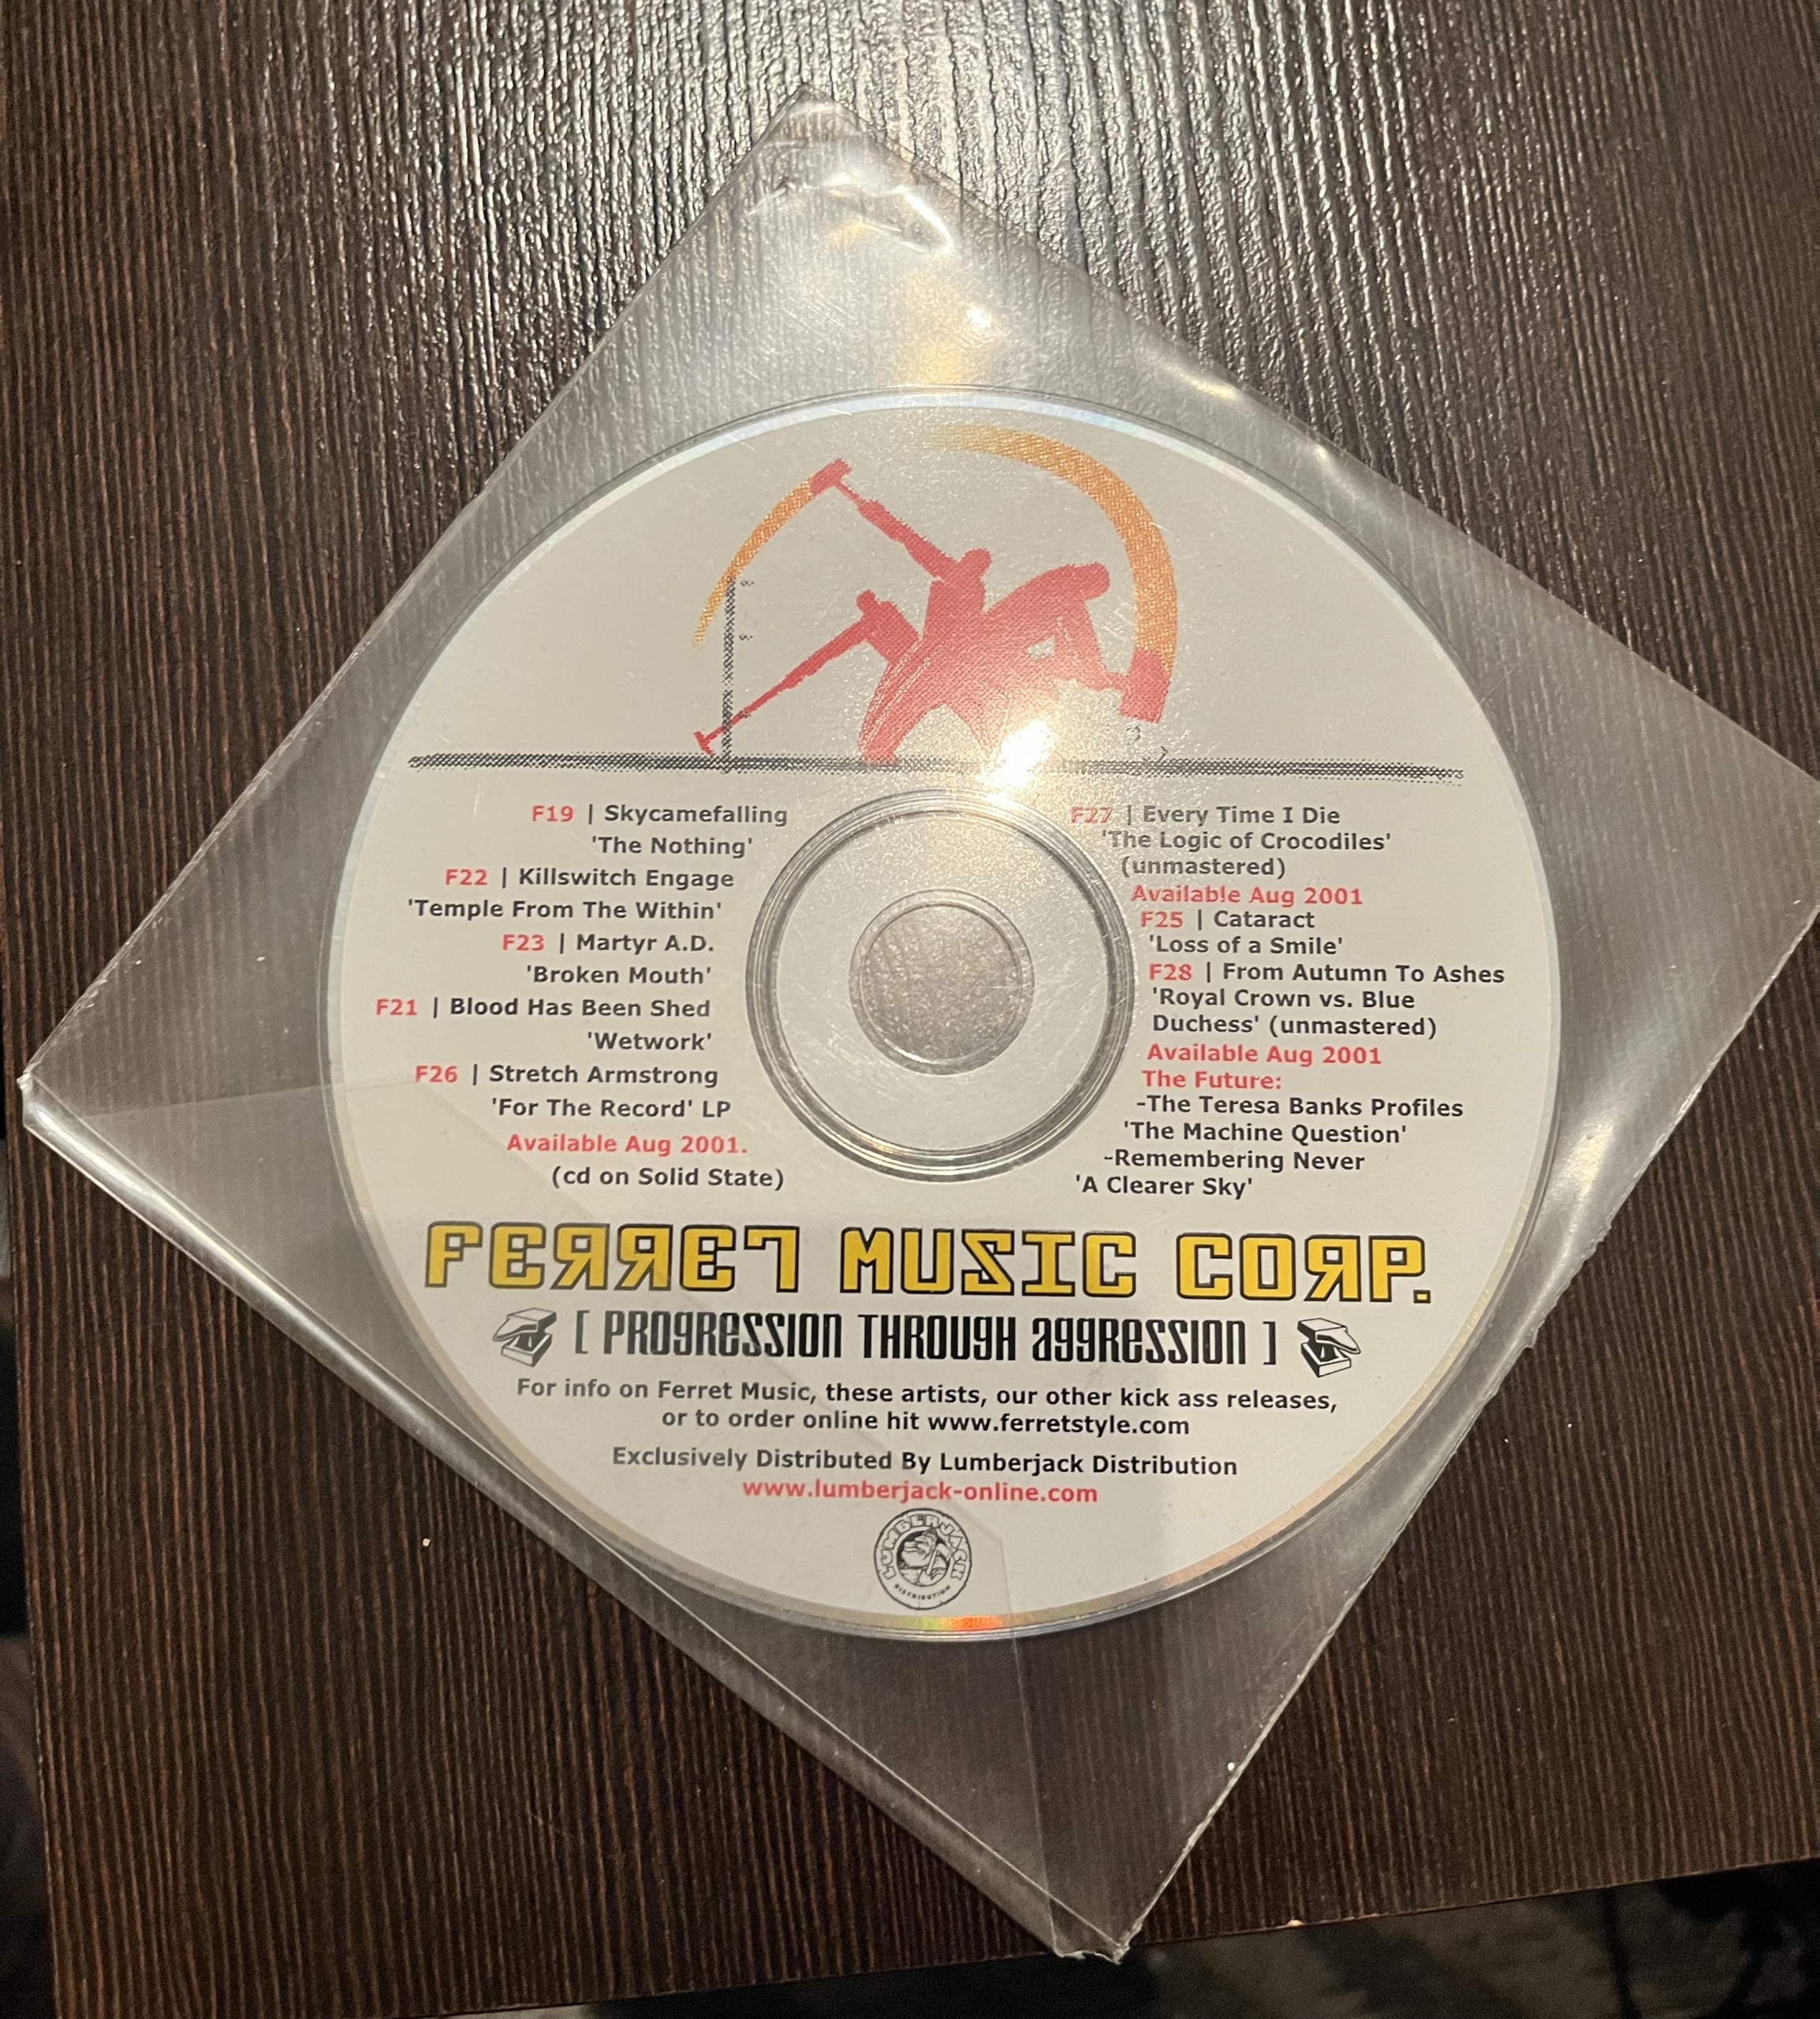 F19 | Skycamefalling
'The Nothing'
F22 | Killswitch Engage
'Temple From The Within'
F23 | Martyr A.D.
'Broken Mouth'
F21 | Blood Has Been Shed
'Wetwork'
F26 | Stretch Armstrong
'For The Record' LP
Available Aug 2001.
(cd on Solid State)
F27 | Every Time I Die
'The Logic of Crocodiles'
(unmastered)
Available Aug 2001
F25 | Cataract
'Loss of a Smile'
F28 | From Autumn To Ashes
'Royal Crown vs. Blue
Duchess' (unmastered)
Available Aug 2001
The Future:
-The Teresa Banks Profiles
'The Machine Question'
-Remembering Never
'A Clearer Sky'
FERRET MUSIC CORP.
[ PROGRESSION THROUGH AGGRESSION ]
For info on Ferret Music, these artists, our other kick ass releases,
or to order online hit www.ferretstyle.com
Exclusively Distributed By Lumberjack Distribution
www.lumberjack-online.com
LUMBERJACK
DISTRIBUTION